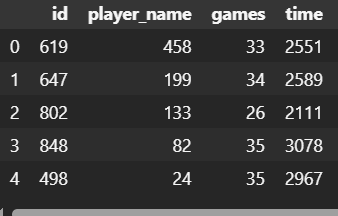 id player_name games time
0 619 458 33 2551
1 647 199 34 2589
2 802 133 26 2111
3 848 82 35 3078
4 498 24 35 2967